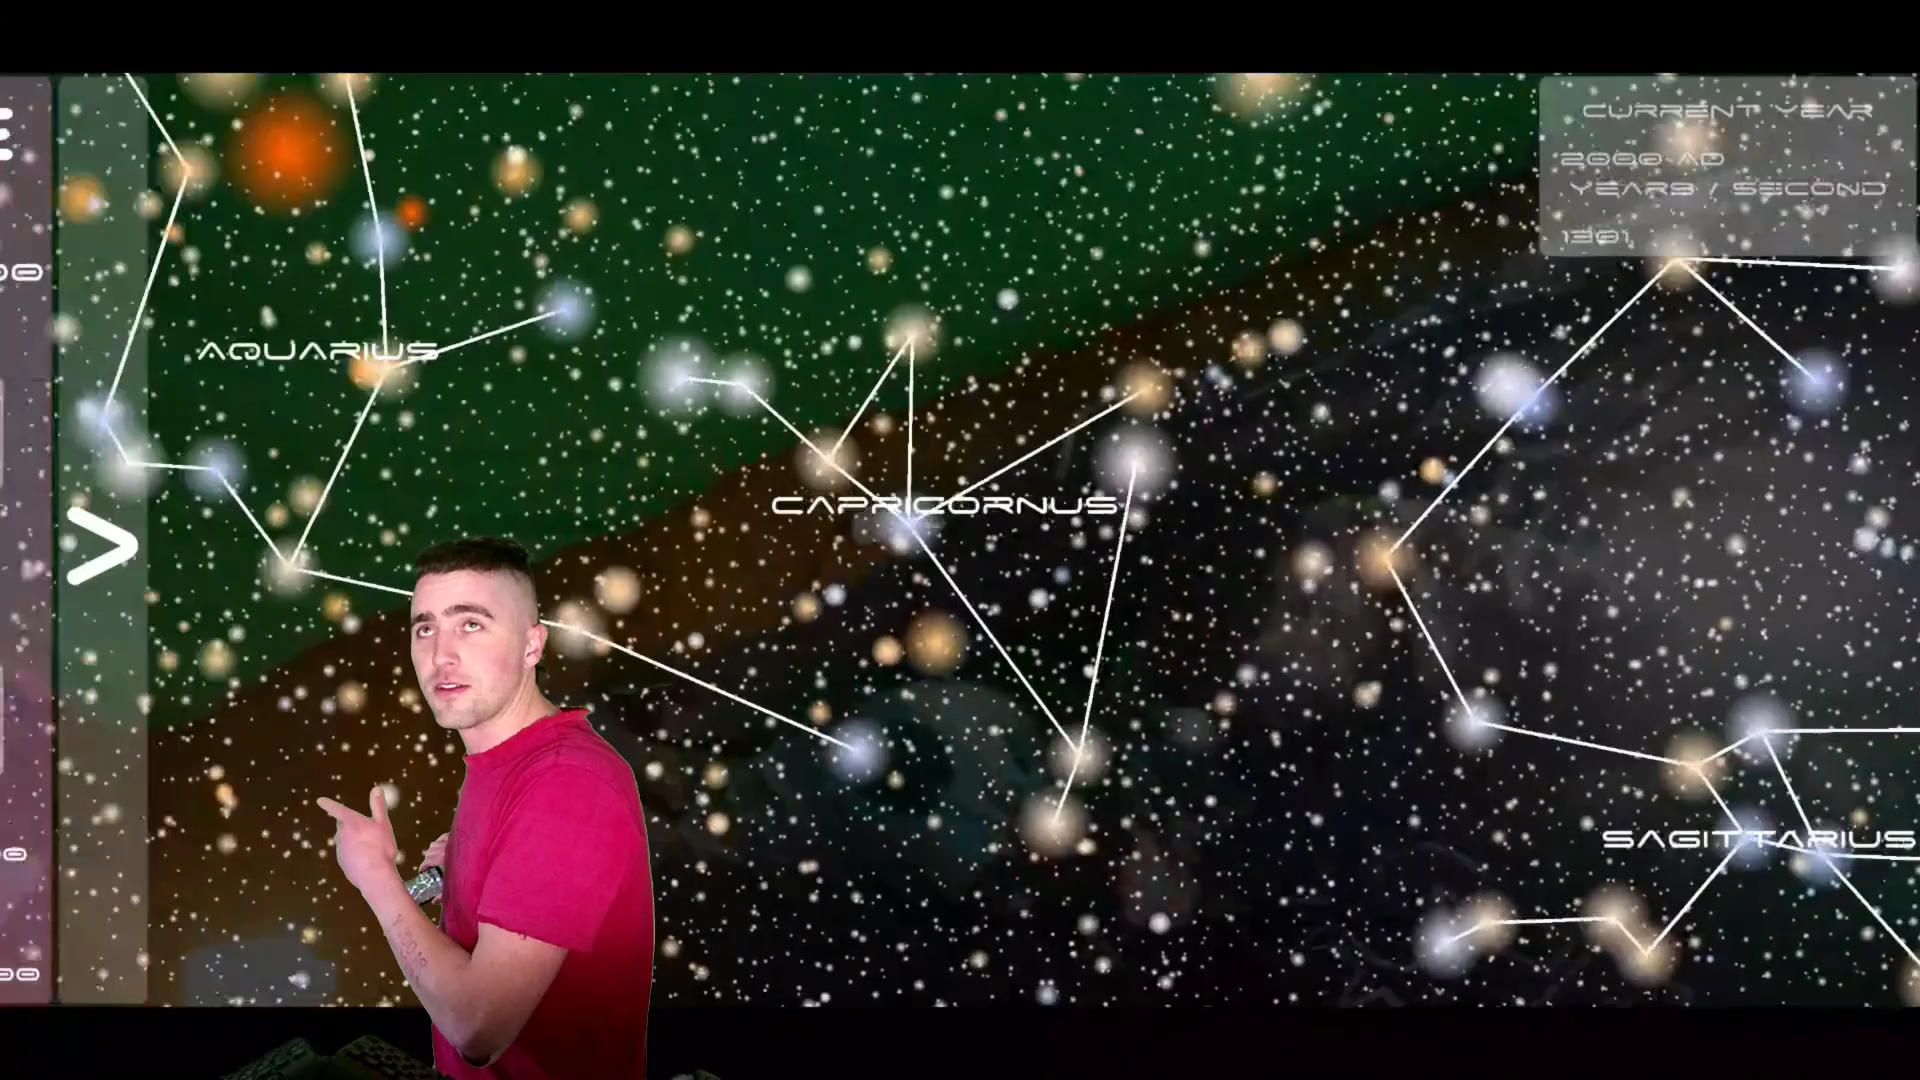 CURRENT YEAR
2000 AD
YEARS / SECOND
1301
AQUARIUS
>
CAPRICORNUS
SAGITTARIUS